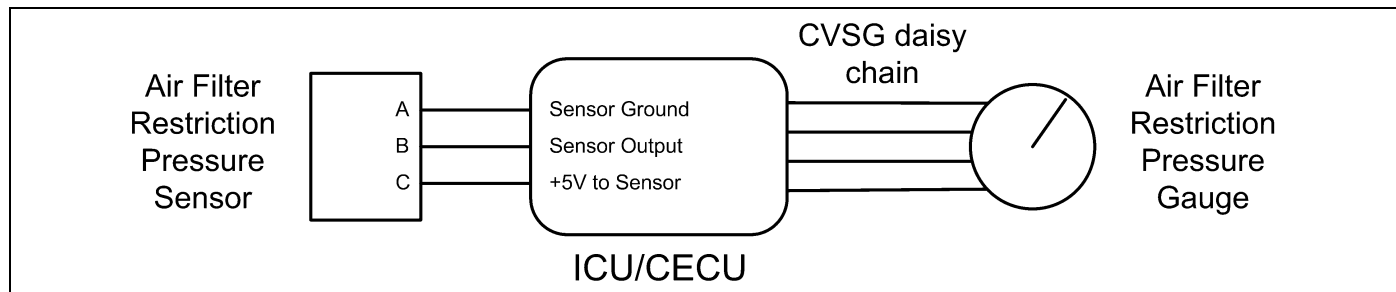 Air Filter
Restriction
Pressure
Sensor
A
B
C
Sensor Ground
Sensor Output
+5V to Sensor
ICU/CECU
CVSG daisy
chain
Air Filter
Restriction
Pressure
Gauge